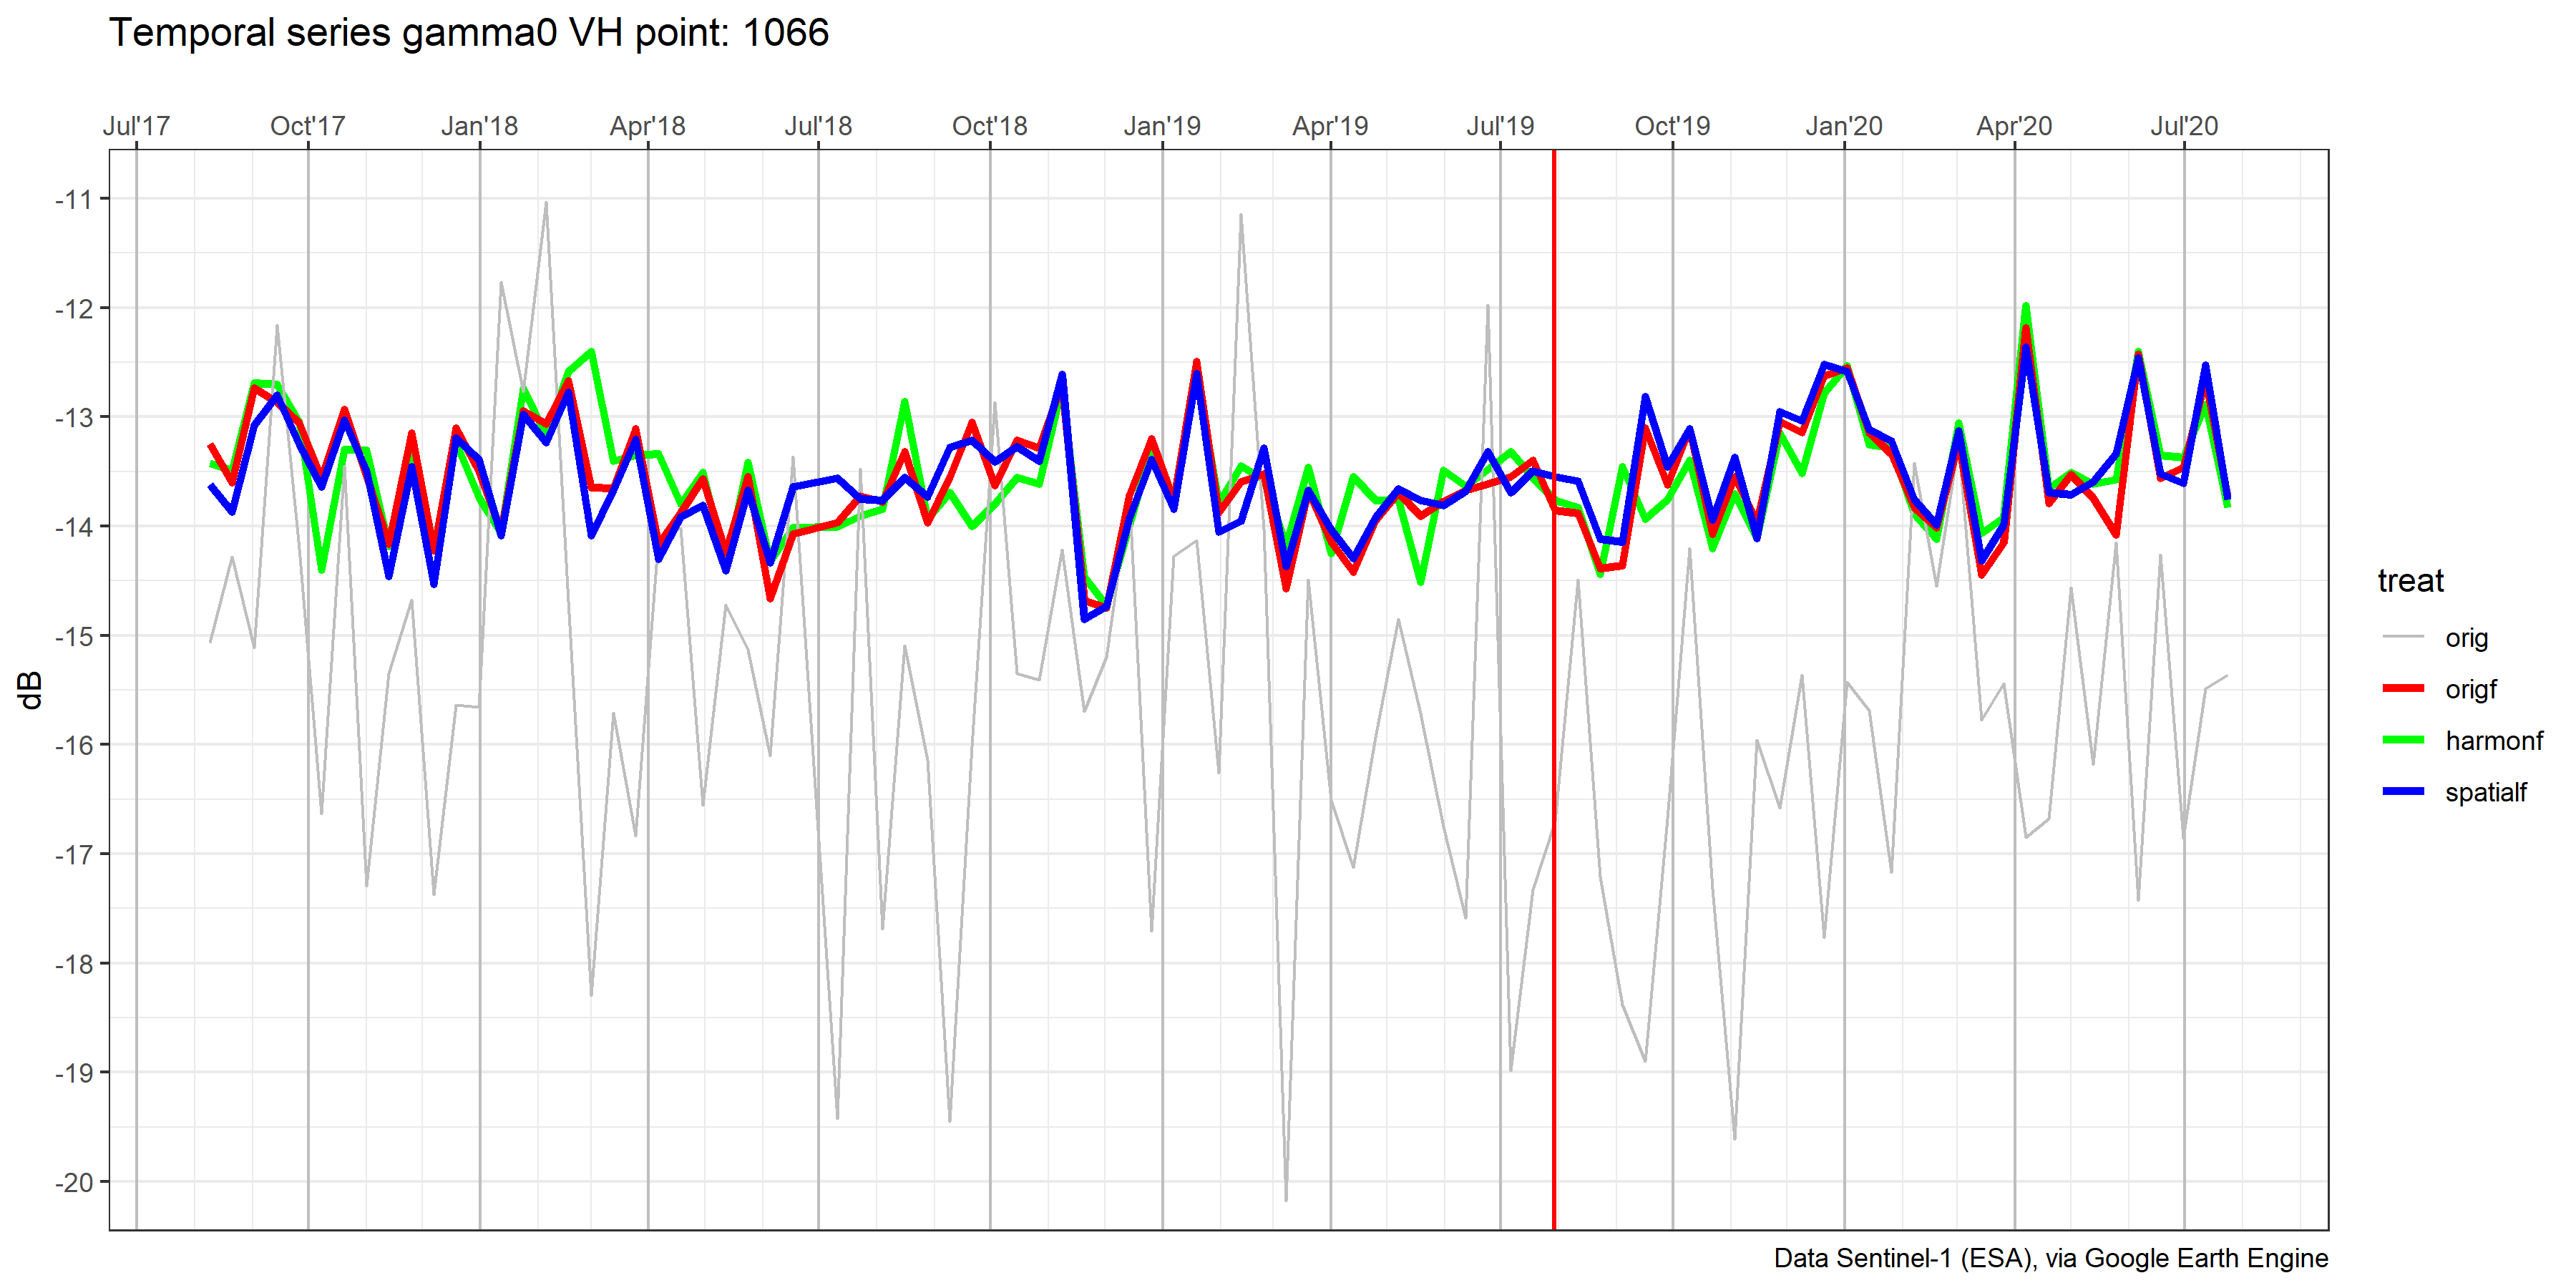 Temporal series gamma0 VH point: 1066
Jul'17 Oct'17 Jan'18 Apr'18 Jul'18 Oct'18 Jan'19 Apr'19 Jul'19 Oct'19 Jan'20 Apr'20 Jul'20
-11
-12
-13
-14
-15
-16
-17
-18
-19
-20
dB
treat
orig
origf
harmonf
spatialf
Data Sentinel-1 (ESA), via Google Earth Engine